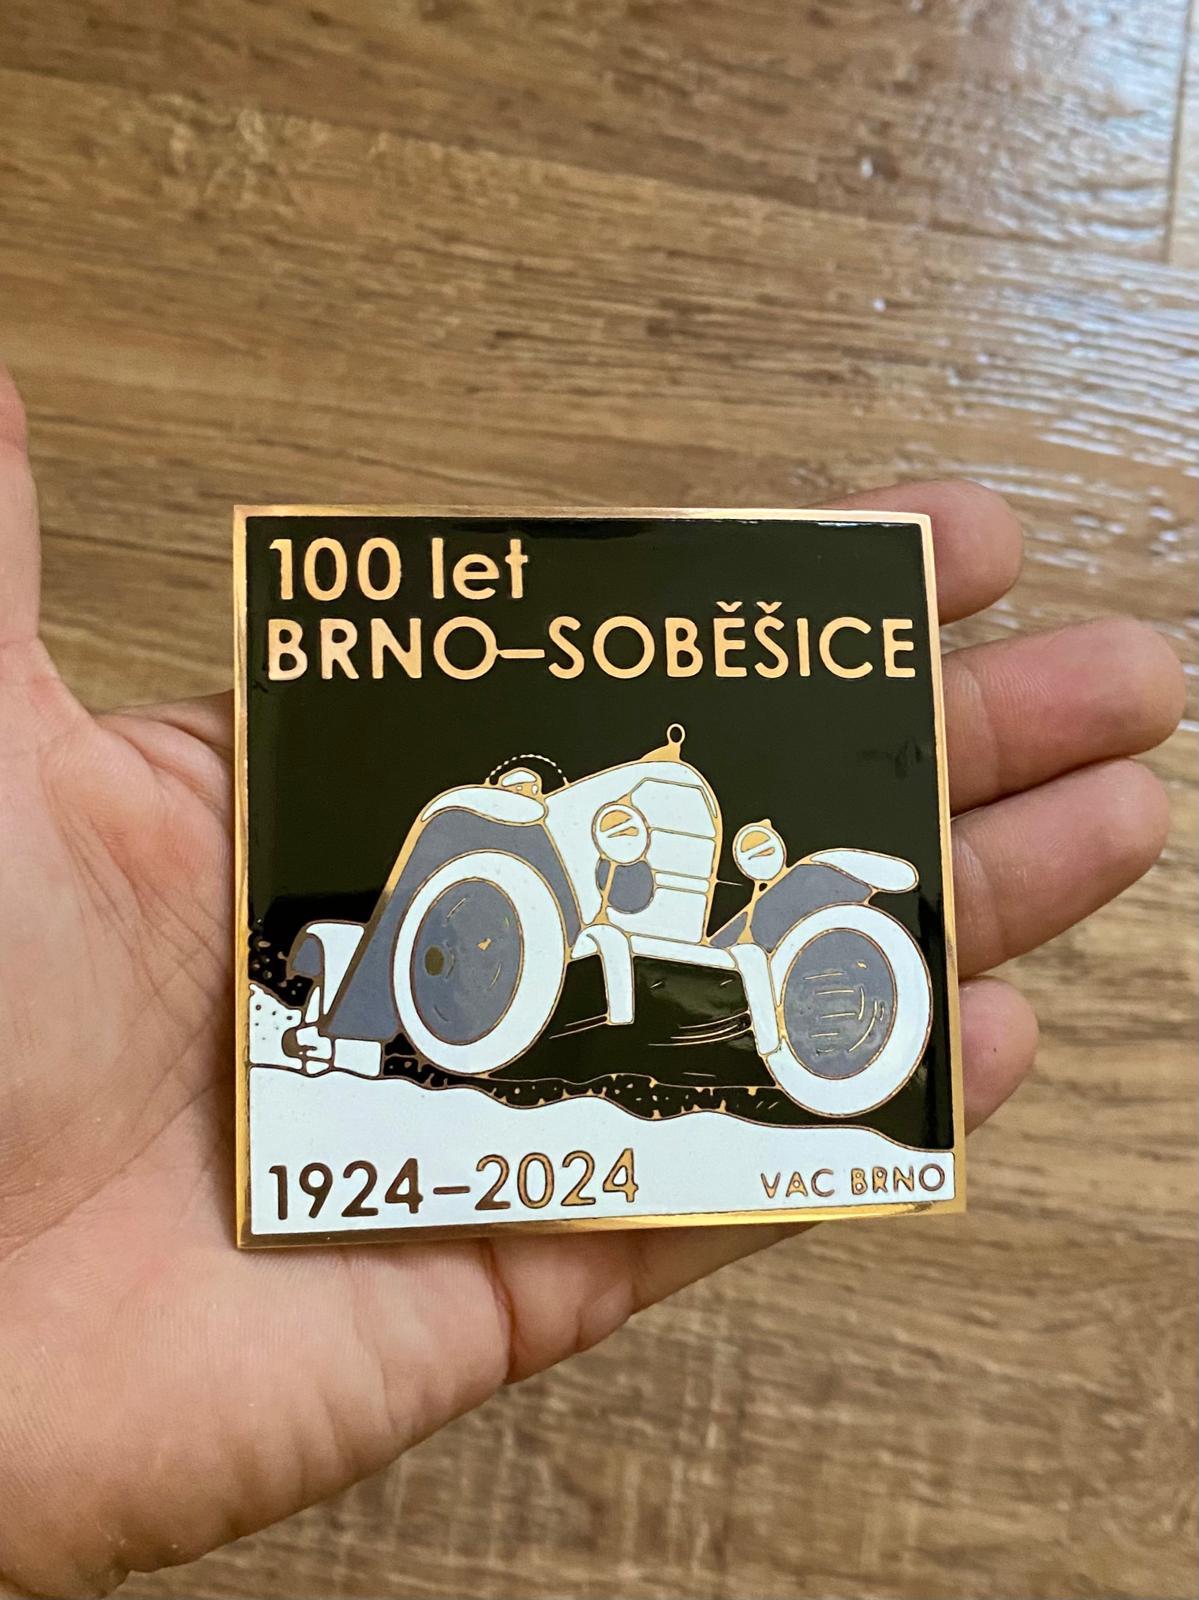 100 let
BRNO–SOBĚŠICE
1924–2024
VAC BRNO